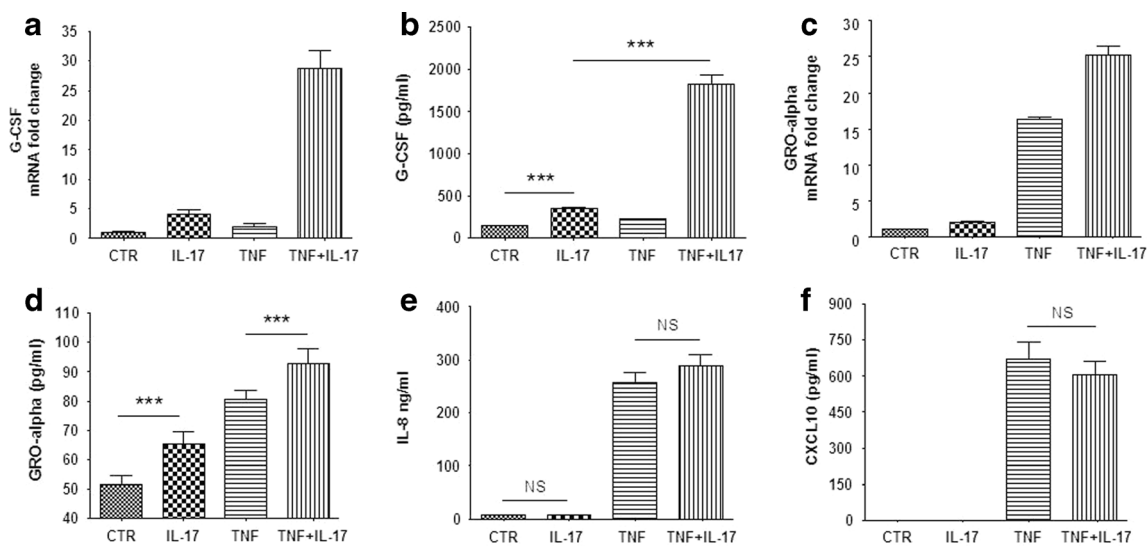 a
G-CSF
mRNA fold change
35
30
25
20
15
10
5
0
CTR IL-17 TNF TNF+IL-17
b
G-CSF (pg/ml)
2500
2000
1500
1000
500
0
***
***
CTR IL-17 TNF TNF+IL17
c
GRO-alpha
mRNA fold change
30
25
20
15
10
5
0
CTR IL-17 TNF TNF+IL-17
d
GRO-alpha (pg/ml)
110
100
90
80
70
60
50
40
***
***
CTR IL-17 TNF TNF+IL-17
e
IL-8 ng/ml
400
300
200
100
0
NS
NS
CTR IL-17 TNF TNF+IL-17
f
CXCL10 (pg/ml)
900
750
600
450
300
150
0
NS
CTR IL-17 TNF TNF+IL-17